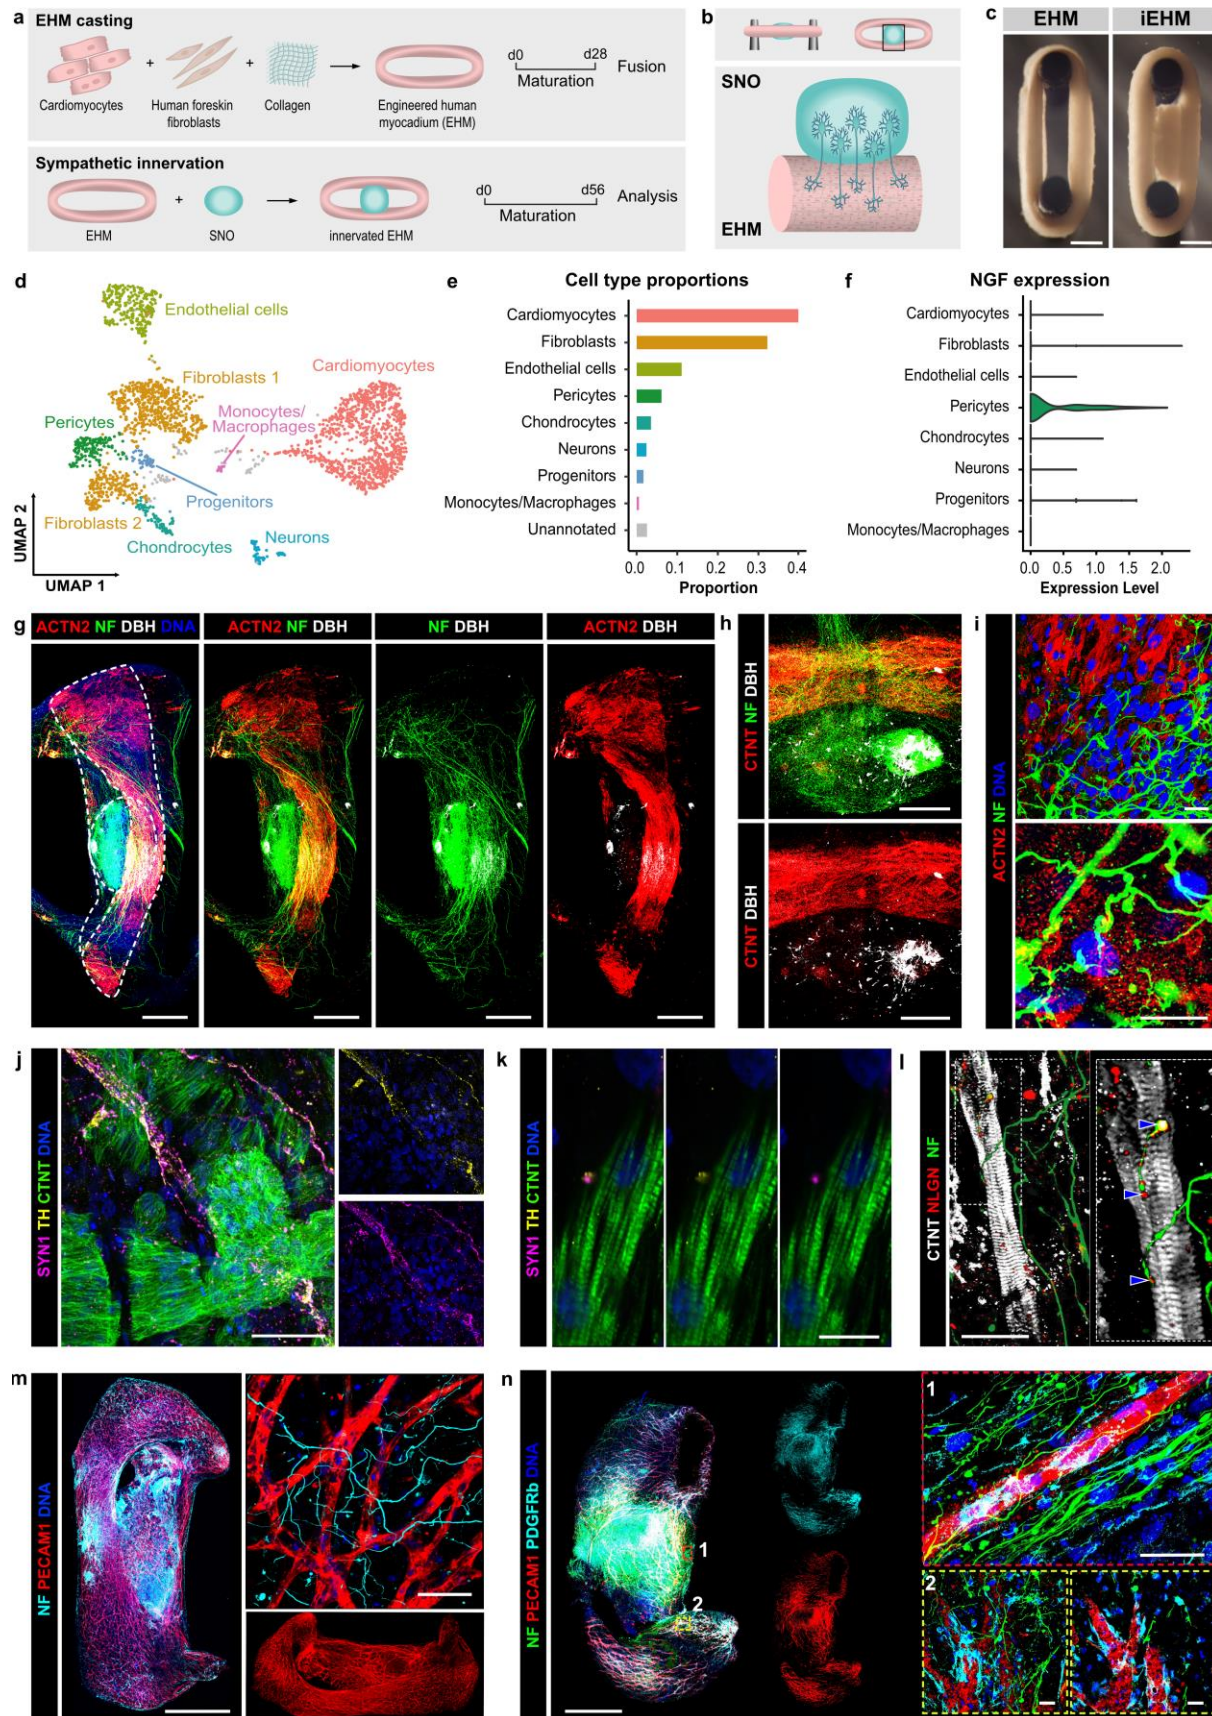 a
EHM casting
Cardiomyocytes
+
Human foreskin
fibroblasts
+
Collagen
Engineered human
myocadium (EHM)
d0
d28
Maturation
Fusion
Sympathetic innervation
EHM
+
SNO
innervated EHM
d0
d56
Maturation
Analysis
b
SNO
EHM
c
EHM
iEHM
d
Endothelial cells
Fibroblasts 1
Cardiomyocytes
Pericytes
Monocytes/
Macrophages
Progenitors
Fibroblasts 2
Chondrocytes
Neurons
UMAP 2
UMAP 1
e
Cell type proportions
Cardiomyocytes
Fibroblasts
Endothelial cells
Pericytes
Chondrocytes
Neurons
Progenitors
Monocytes/Macrophages
Unannotated
0.0 0.1 0.2 0.3 0.4
Proportion
f
NGF expression
Cardiomyocytes
Fibroblasts
Endothelial cells
Pericytes
Chondrocytes
Neurons
Progenitors
Monocytes/Macrophages
0.0 0.5 1.0 1.5 2.0
Expression Level
g
ACTN2 NF DBH DNA
ACTN2 NF DBH
NF DBH
ACTN2 DBH
h
CTNT NF DBH
CTNT DBH
i
ACTN2 NF DNA
j
SYN1 TH CTNT DNA
k
SYN1 TH CTNT DNA
l
CTNT NLGN NF
m
NF PECAM1 DNA
n
NF PECAM1 PDGFRb DNA
1
2
1
2